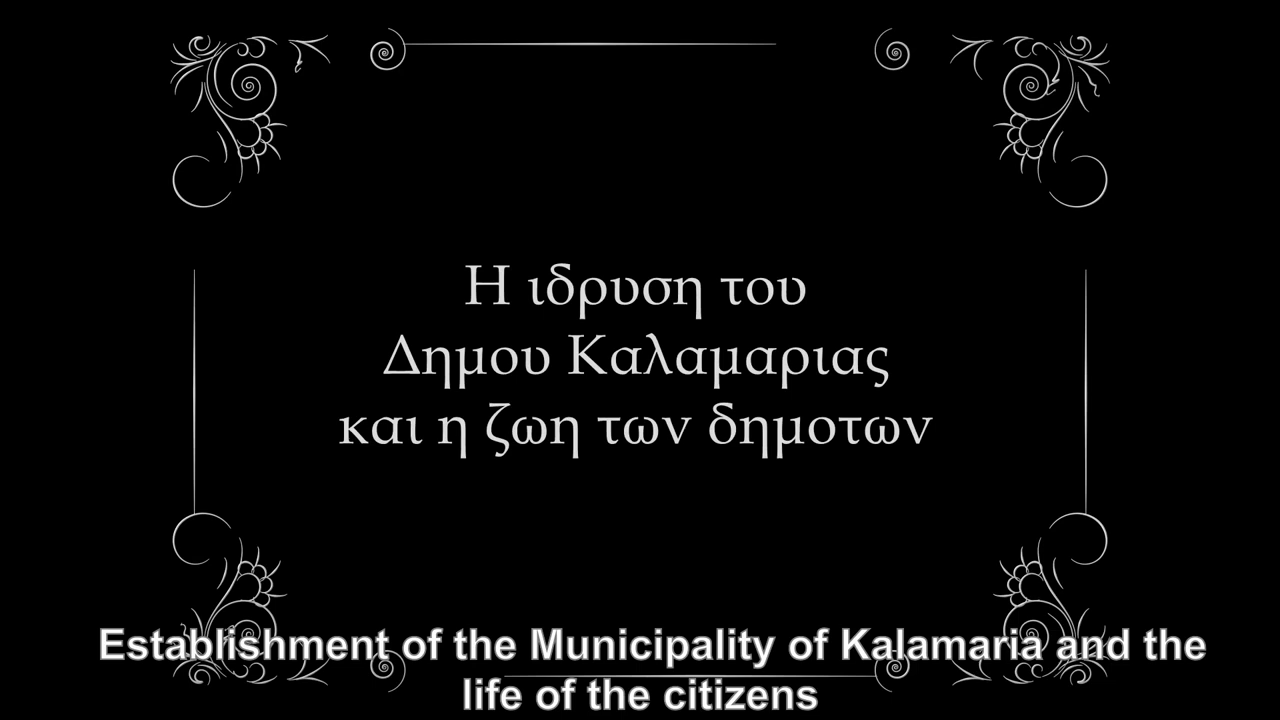 Η ιδρυση του
Δημου Καλαμαριας
και η ζωη των δημοτων
Establishment of the Municipality of Kalamaria and the
life of the citizens